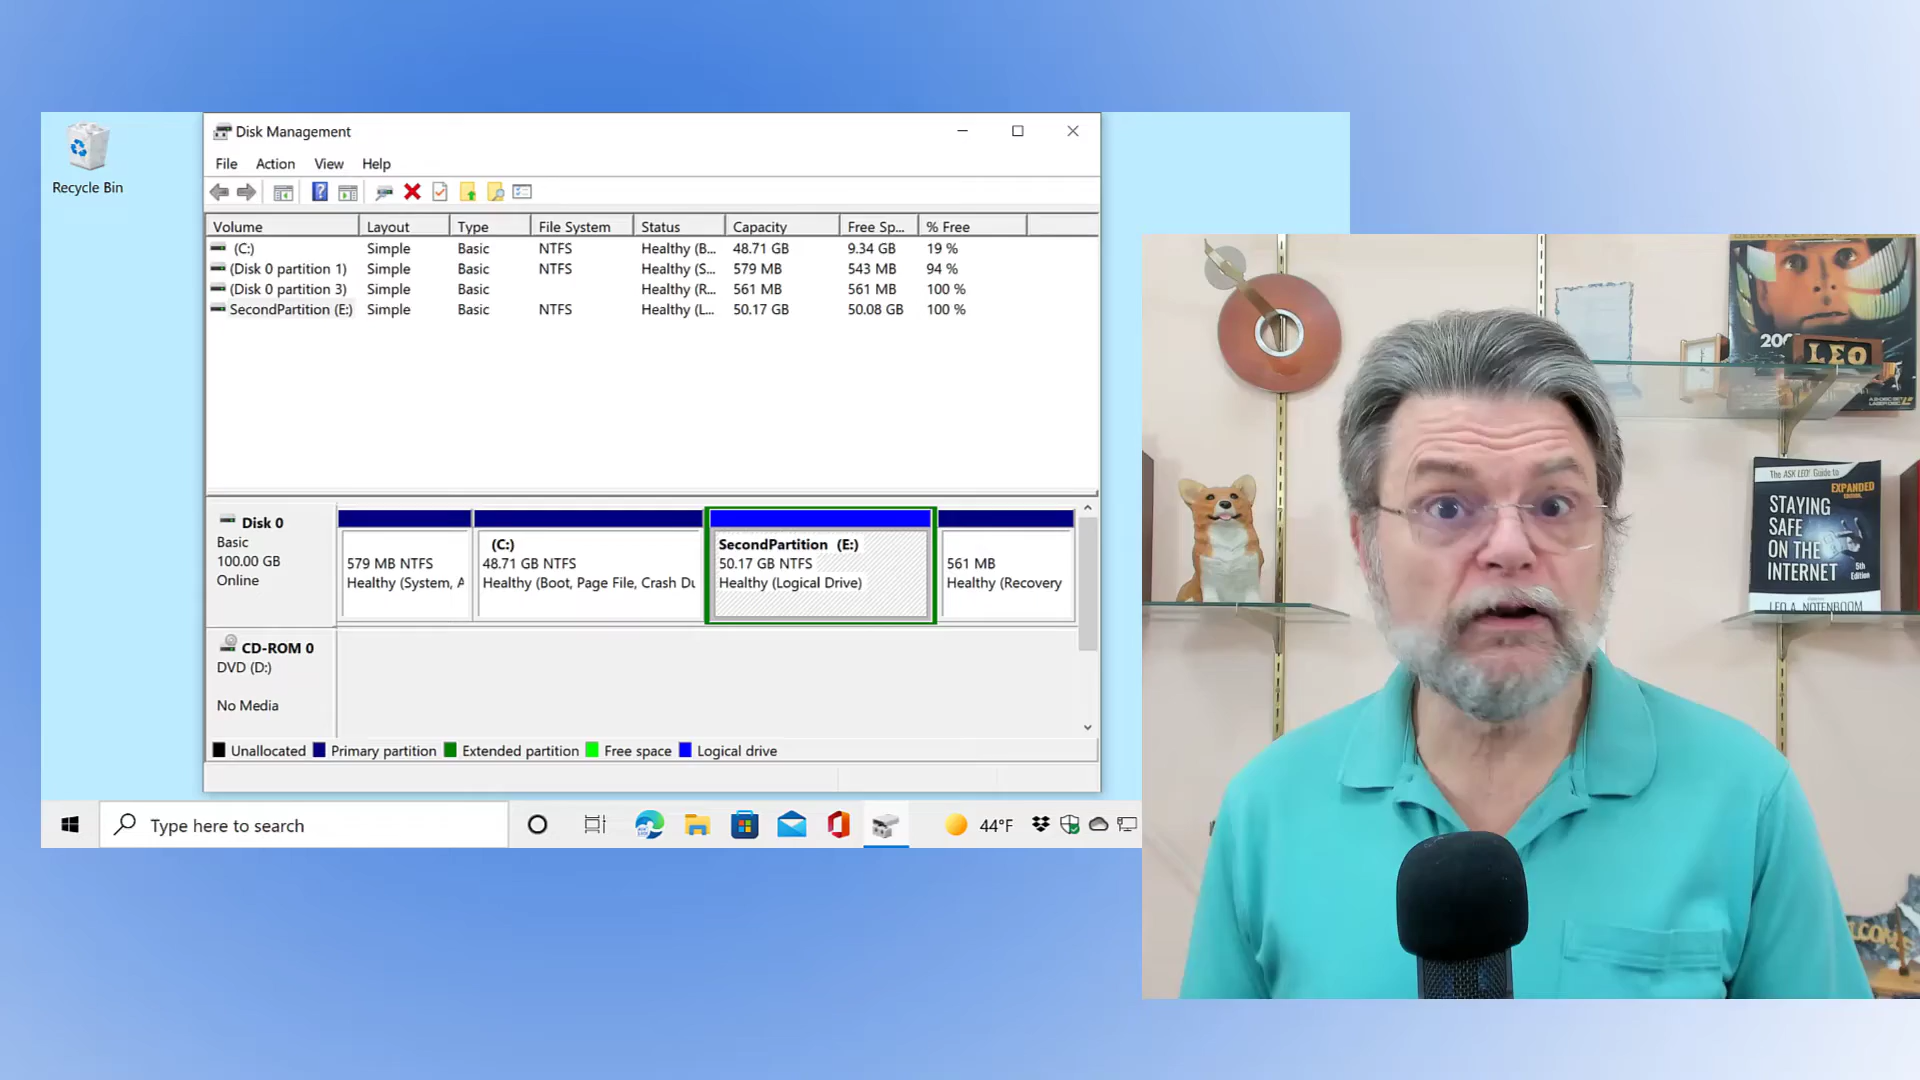 Recycle Bin
Disk Management
File Action View Help
Volume Layout Type File System Status Capacity Free Sp... % Free
(C:) Simple Basic NTFS Healthy (B... 48.71 GB 9.34 GB 19 %
(Disk 0 partition 1) Simple Basic NTFS Healthy (S... 579 MB 543 MB 94 %
(Disk 0 partition 3) Simple Basic Healthy (R... 561 MB 561 MB 100 %
SecondPartition (E:) Simple Basic NTFS Healthy (L... 50.17 GB 50.08 GB 100 %
Disk 0
Basic
100.00 GB
Online
579 MB NTFS
Healthy (System, A
(C:)
48.71 GB NTFS
Healthy (Boot, Page File, Crash Du
SecondPartition (E:)
50.17 GB NTFS
Healthy (Logical Drive)
561 MB
Healthy (Recovery
CD-ROM 0
DVD (D:)
No Media
Unallocated Primary partition Extended partition Free space Logical drive
Type here to search
44°F
200
LEO
The ASK LEO! Guide to
EXPANDED
EDITION
STAYING
SAFE
ON THE
INTERNET
5th
Edition
LEO A. NOTENBOOM